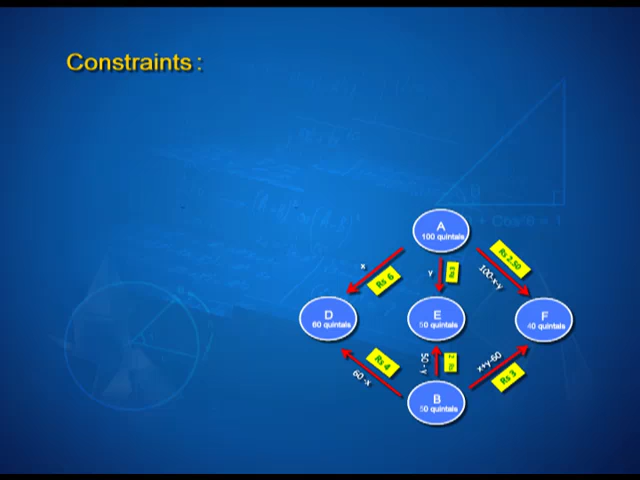 Constraints :
A
100 quintals
x
Rs 6
y
Rs 3
Rs 2.50
100-x-y
D
60 quintals
E
50 quintals
F
40 quintals
Rs 4
60 -x
50 -y
Rs 2
x+y-60
Rs 3
B
50 quintals